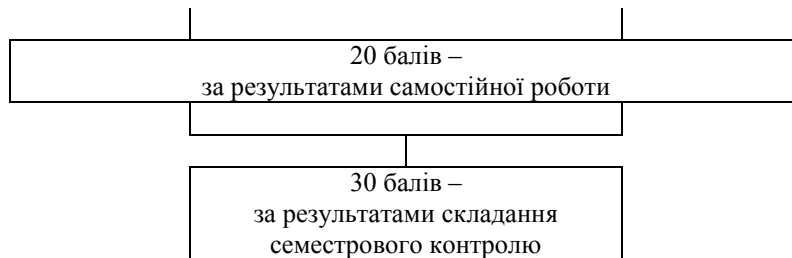 20 балів –
за результатами самостійної роботи
30 балів –
за результатами складання
семестрового контролю